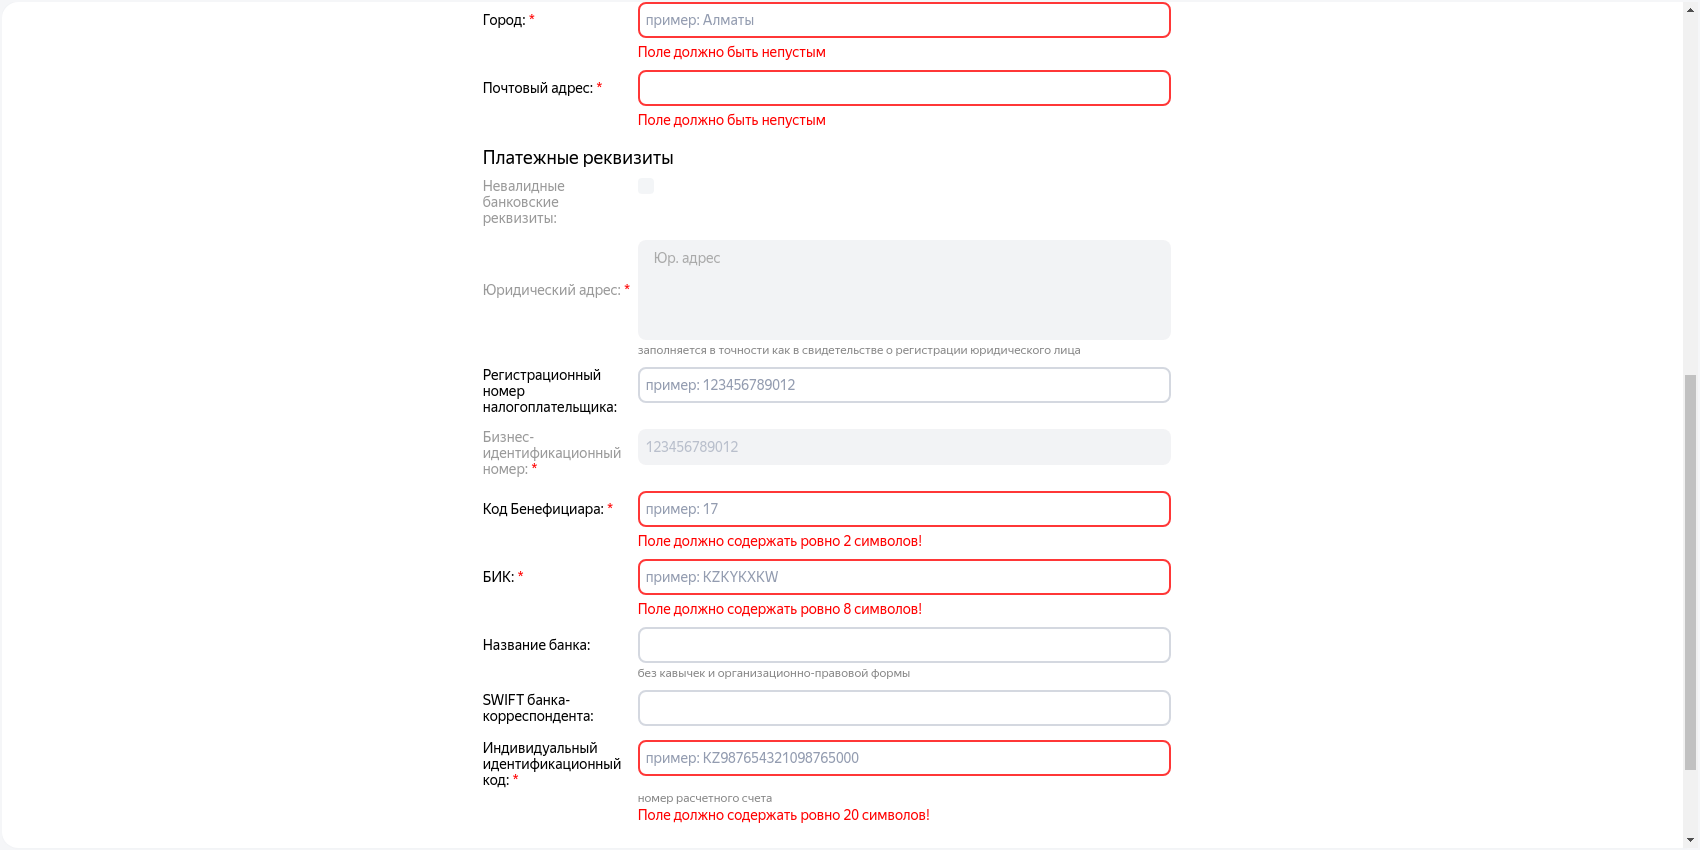 Город: *
пример: Алматы
Поле должно быть непустым
Почтовый адрес: *
Поле должно быть непустым
Платежные реквизиты
Невалидные
банковские
реквизиты:
Юр. адрес
Юридический адрес: *
заполняется в точности как в свидетельстве о регистрации юридического лица
Регистрационный
номер
налогоплательщика:
пример: 123456789012
Бизнес-
идентификационный
номер: *
123456789012
Код Бенефициара: *
пример: 17
Поле должно содержать ровно 2 символов!
БИК: *
пример: KZKYKXKW
Поле должно содержать ровно 8 символов!
Название банка:
без кавычек и организационно-правовой формы
SWIFT банка-
корреспондента:
Индивидуальный
идентификационный
код: *
пример: KZ987654321098765000
номер расчетного счета
Поле должно содержать ровно 20 символов!